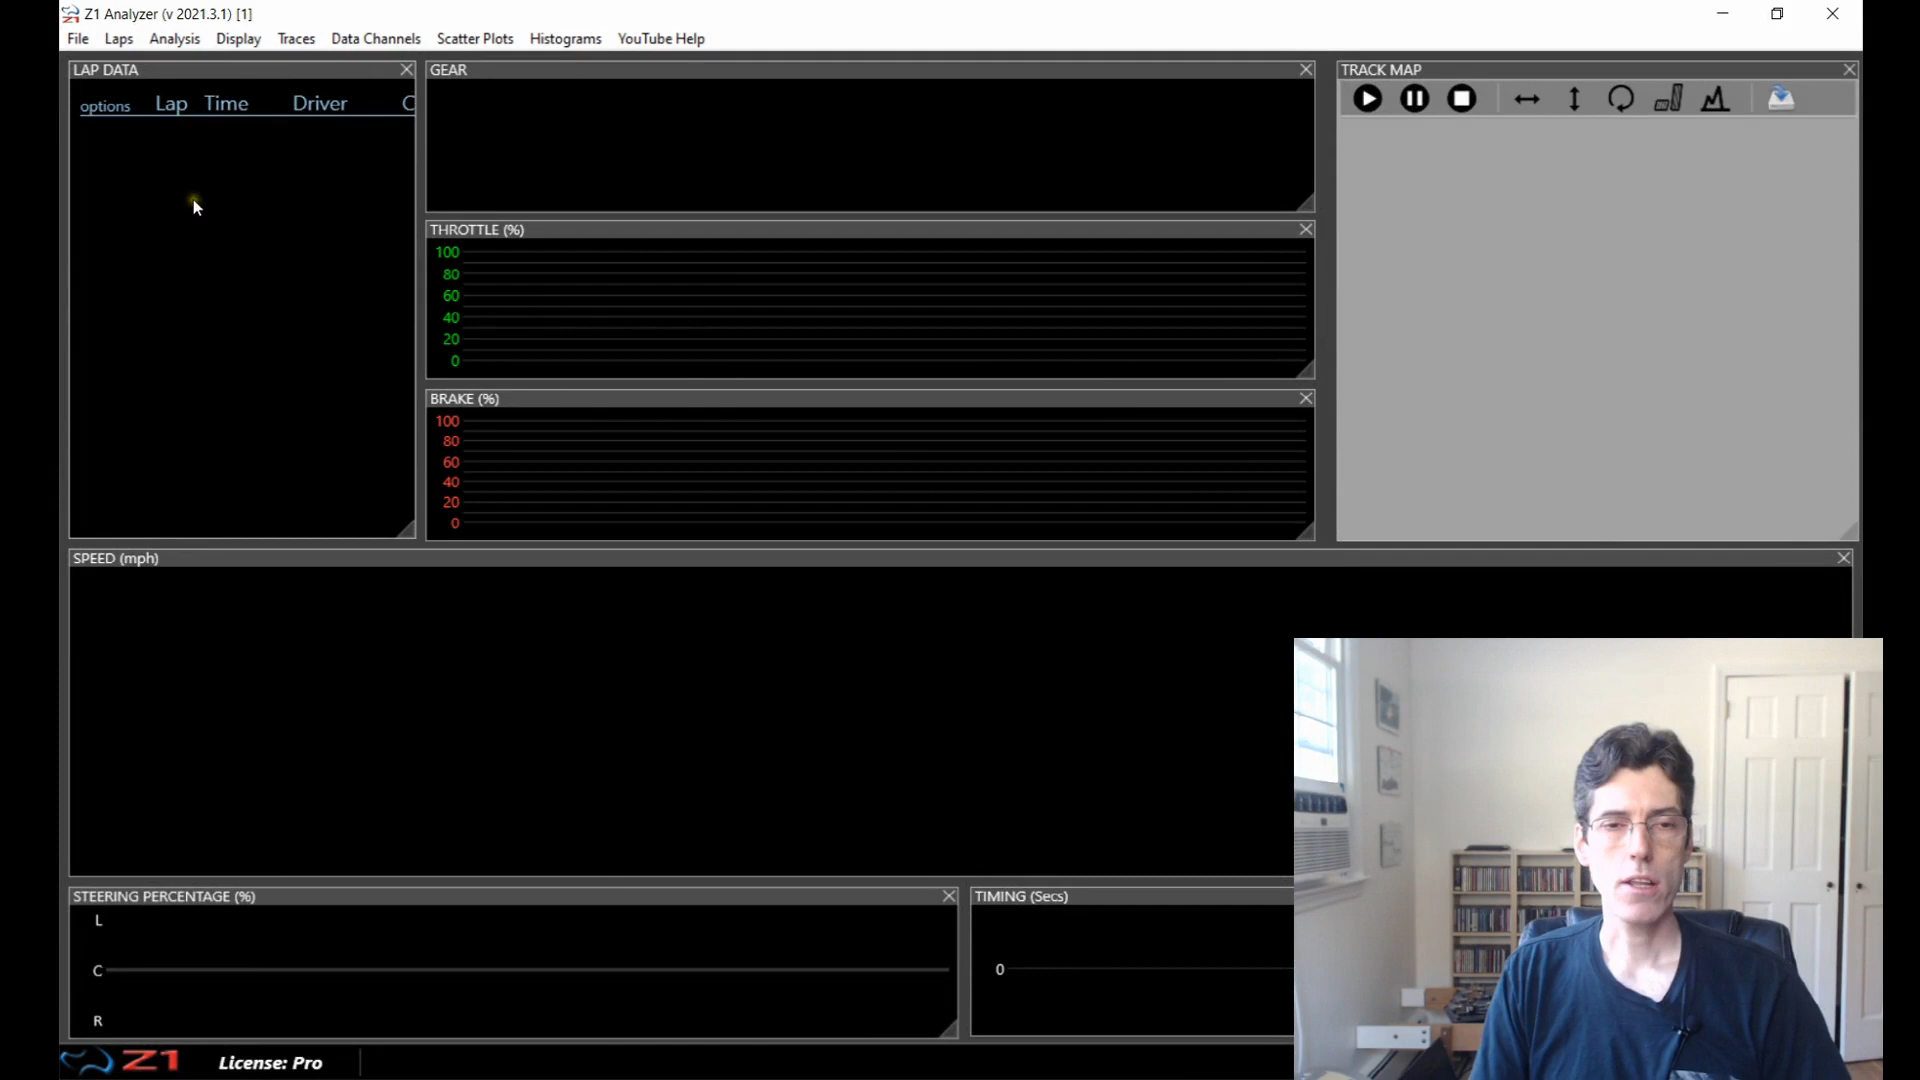 Z1 Analyzer (v 2021.3.1) [1]
File Laps Analysis Display Traces Data Channels Scatter Plots Histograms YouTube Help
LAP DATA
options Lap Time Driver C
GEAR
THROTTLE (%)
100
80
60
40
20
0
BRAKE (%)
100
80
60
40
20
0
TRACK MAP
SPEED (mph)
STEERING PERCENTAGE (%)
L
C
R
TIMING (Secs)
0
Z1 License: Pro